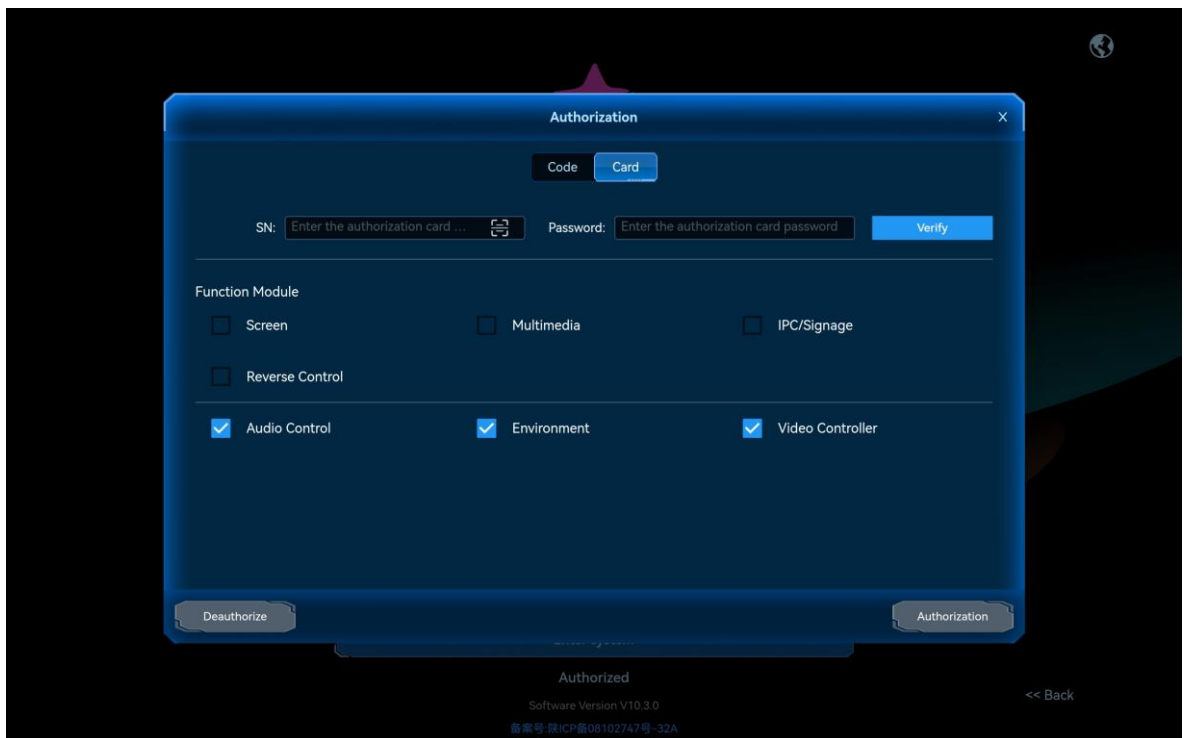 Authorization X
Code Card
SN: Enter the authorization card ... Password: Enter the authorization card password Verify
Function Module
Screen Multimedia IPC/Signage
Reverse Control
Audio Control Environment Video Controller
Deauthorize Authorization
Authorized
<< Back
Software Version V10.3.0
备案号:陕ICP备08102747号-32A